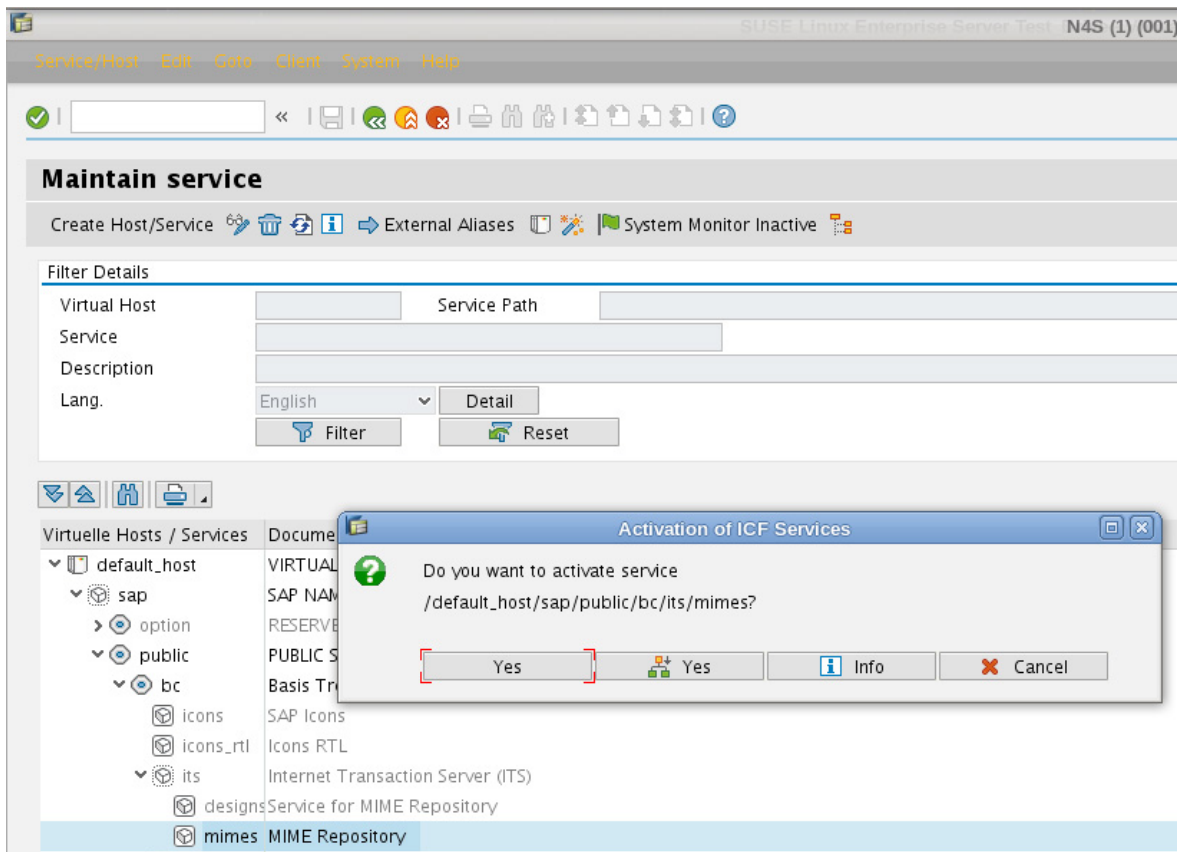 SUSE Linux Enterprise Server Test N4S (1) (001)
Service/Host Edit Goto Client System Help
Maintain service
Create Host/Service External Aliases System Monitor Inactive
Filter Details
Virtual Host Service Path
Service
Description
Lang. English Detail
Filter Reset
Virtuelle Hosts / Services Docume
Activation of ICF Services
Do you want to activate service
/default_host/sap/public/bc/its/mimes?
Yes Yes Info Cancel
default_host VIRTUAL
sap SAP NAM
option RESERVE
public PUBLIC S
bc Basis Tre
icons SAP Icons
icons_rtl Icons RTL
its Internet Transaction Server (ITS)
designs Service for MIME Repository
mimes MIME Repository